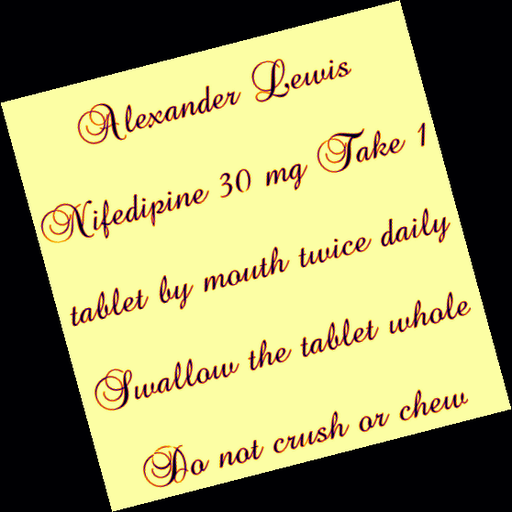 Alexander Lewis
Nifedipine 30 mg Take 1
tablet by mouth twice daily
Swallow the tablet whole
Do not crush or chew